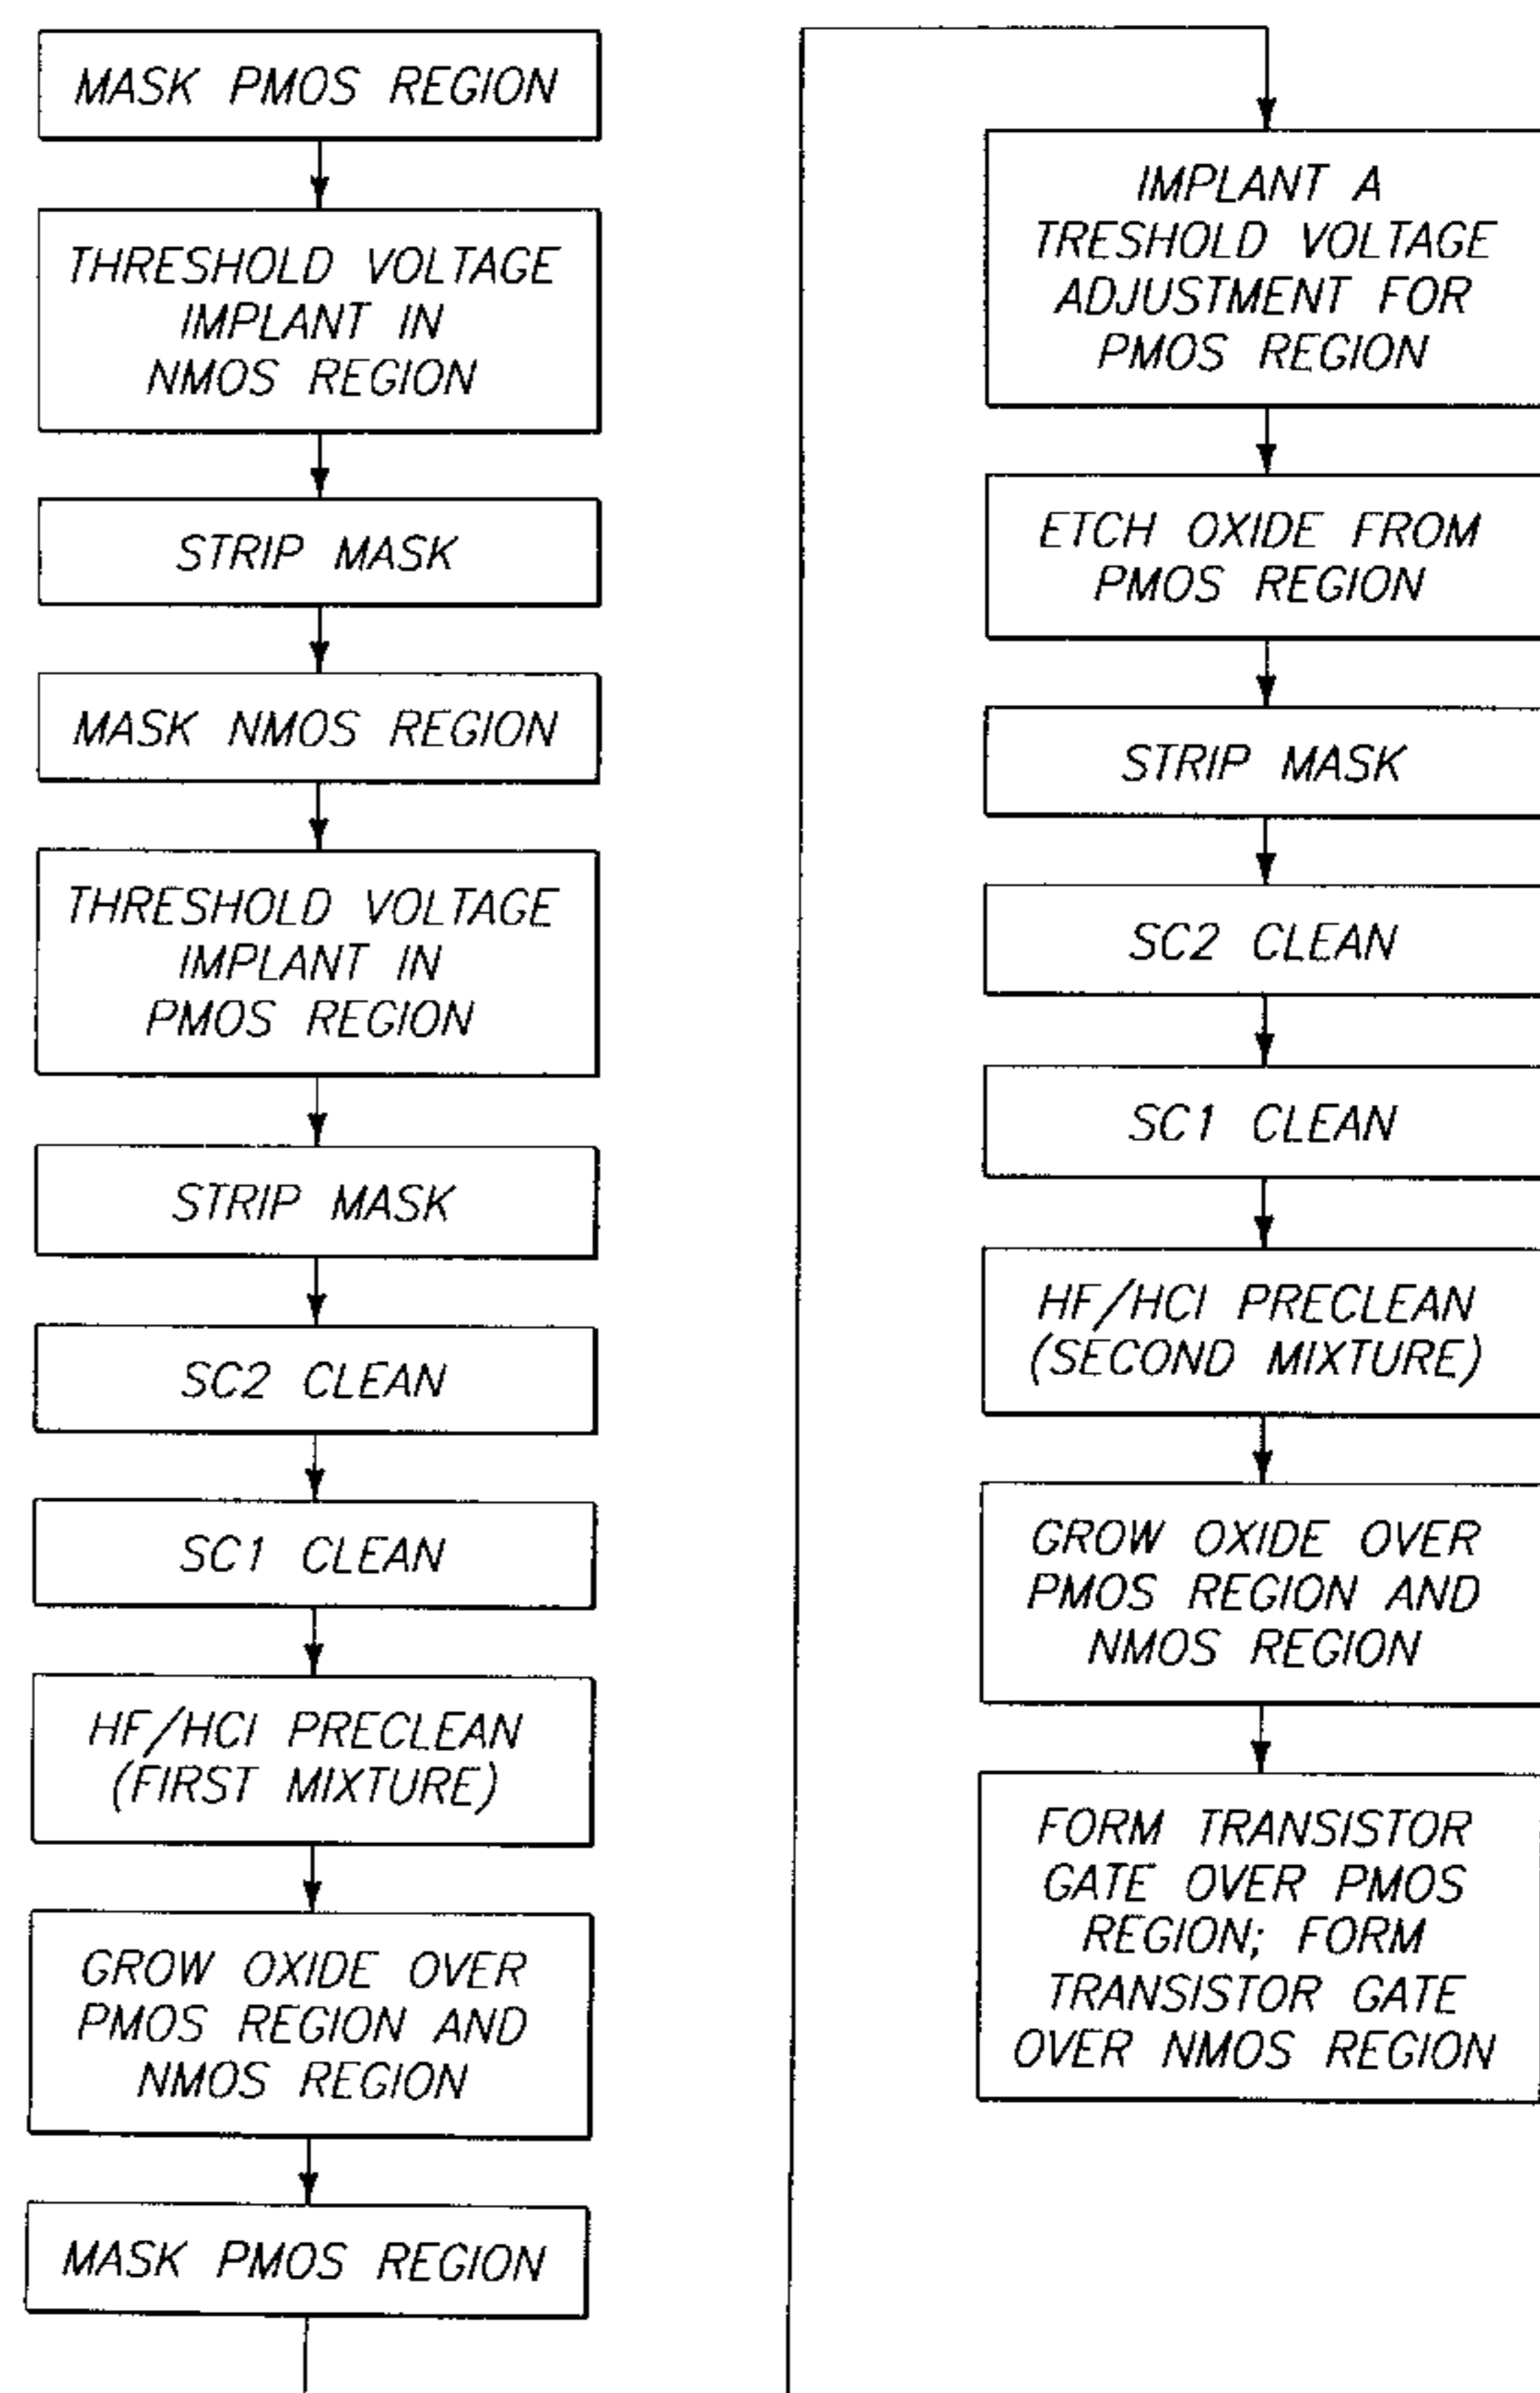 MASK PMOS REGION
THRESHOLD VOLTAGE
IMPLANT IN
NMOS REGION
STRIP MASK
MASK NMOS REGION
THRESHOLD VOLTAGE
IMPLANT IN
PMOS REGION
STRIP MASK
SC2 CLEAN
SC1 CLEAN
HF/HCl PRECLEAN
(FIRST MIXTURE)
GROW OXIDE OVER
PMOS REGION AND
NMOS REGION
MASK PMOS REGION
IMPLANT A
TRESHOLD VOLTAGE
ADJUSTMENT FOR
PMOS REGION
ETCH OXIDE FROM
PMOS REGION
STRIP MASK
SC2 CLEAN
SC1 CLEAN
HF/HCl PRECLEAN
(SECOND MIXTURE)
GROW OXIDE OVER
PMOS REGION AND
NMOS REGION
FORM TRANSISTOR
GATE OVER PMOS
REGION; FORM
TRANSISTOR GATE
OVER NMOS REGION